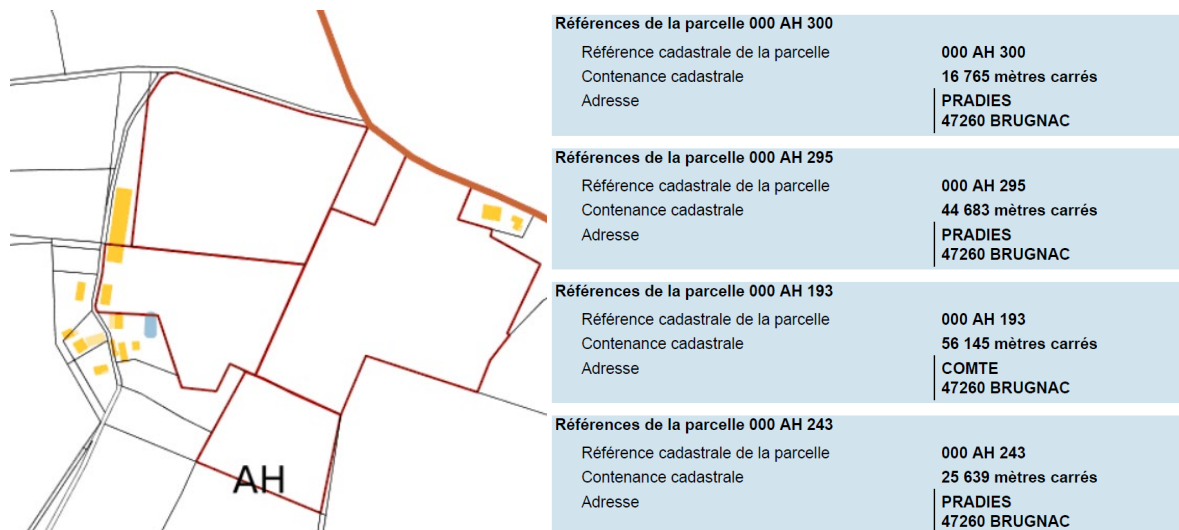 AH
Références de la parcelle 000 AH 300
Référence cadastrale de la parcelle 000 AH 300
Contenance cadastrale 16 765 mètres carrés
Adresse PRADIES
47260 BRUGNAC
Références de la parcelle 000 AH 295
Référence cadastrale de la parcelle 000 AH 295
Contenance cadastrale 44 683 mètres carrés
Adresse PRADIES
47260 BRUGNAC
Références de la parcelle 000 AH 193
Référence cadastrale de la parcelle 000 AH 193
Contenance cadastrale 56 145 mètres carrés
Adresse COMTE
47260 BRUGNAC
Références de la parcelle 000 AH 243
Référence cadastrale de la parcelle 000 AH 243
Contenance cadastrale 25 639 mètres carrés
Adresse PRADIES
47260 BRUGNAC